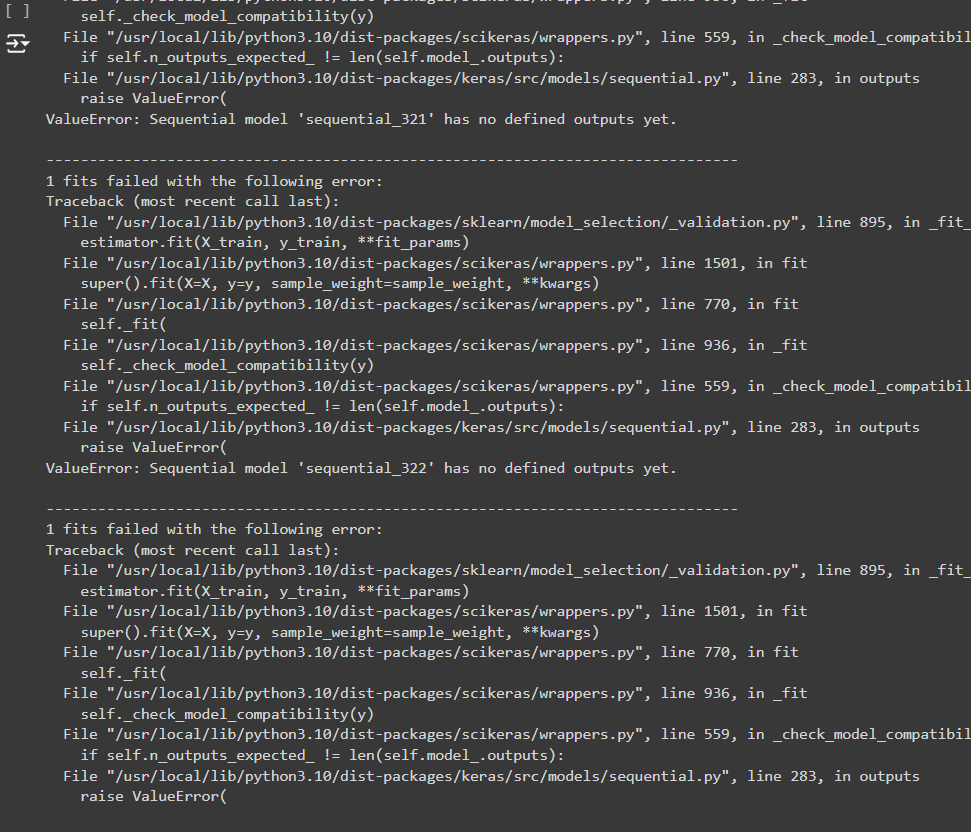 [ ]
self._check_model_compatibility(y)
File "/usr/local/lib/python3.10/dist-packages/scikeras/wrappers.py", line 559, in _check_model_compatibil
if self.n_outputs_expected_ != len(self.model_.outputs):
File "/usr/local/lib/python3.10/dist-packages/keras/src/models/sequential.py", line 283, in outputs
raise ValueError(
ValueError: Sequential model 'sequential_321' has no defined outputs yet.
--------------------------------------------------------------------------------
1 fits failed with the following error:
Traceback (most recent call last):
File "/usr/local/lib/python3.10/dist-packages/sklearn/model_selection/_validation.py", line 895, in _fit_
estimator.fit(X_train, y_train, **fit_params)
File "/usr/local/lib/python3.10/dist-packages/scikeras/wrappers.py", line 1501, in fit
super().fit(X=X, y=y, sample_weight=sample_weight, **kwargs)
File "/usr/local/lib/python3.10/dist-packages/scikeras/wrappers.py", line 770, in fit
self._fit(
File "/usr/local/lib/python3.10/dist-packages/scikeras/wrappers.py", line 936, in _fit
self._check_model_compatibility(y)
File "/usr/local/lib/python3.10/dist-packages/scikeras/wrappers.py", line 559, in _check_model_compatibil
if self.n_outputs_expected_ != len(self.model_.outputs):
File "/usr/local/lib/python3.10/dist-packages/keras/src/models/sequential.py", line 283, in outputs
raise ValueError(
ValueError: Sequential model 'sequential_322' has no defined outputs yet.
--------------------------------------------------------------------------------
1 fits failed with the following error:
Traceback (most recent call last):
File "/usr/local/lib/python3.10/dist-packages/sklearn/model_selection/_validation.py", line 895, in _fit_
estimator.fit(X_train, y_train, **fit_params)
File "/usr/local/lib/python3.10/dist-packages/scikeras/wrappers.py", line 1501, in fit
super().fit(X=X, y=y, sample_weight=sample_weight, **kwargs)
File "/usr/local/lib/python3.10/dist-packages/scikeras/wrappers.py", line 770, in fit
self._fit(
File "/usr/local/lib/python3.10/dist-packages/scikeras/wrappers.py", line 936, in _fit
self._check_model_compatibility(y)
File "/usr/local/lib/python3.10/dist-packages/scikeras/wrappers.py", line 559, in _check_model_compatibil
if self.n_outputs_expected_ != len(self.model_.outputs):
File "/usr/local/lib/python3.10/dist-packages/keras/src/models/sequential.py", line 283, in outputs
raise ValueError(